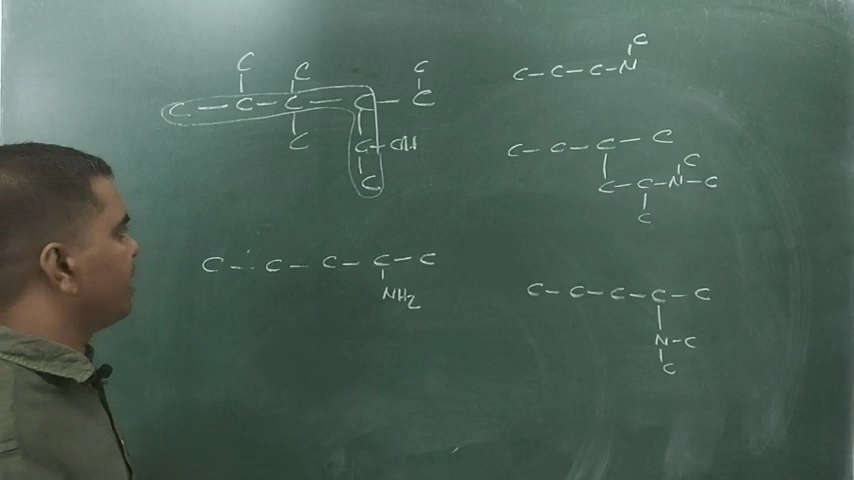 C C C
C — C — C — C — C
C C — OH
C
C — C — C — C — C
NH2
C
C — C — C — N
C — C — C — C
C
C — C — N — C
C
C — C — C — C — C
N — C
C